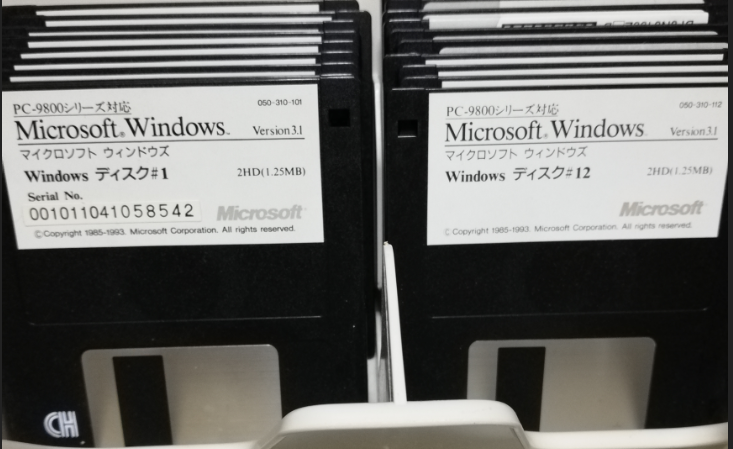 PC-9800シリーズ対応
050-310-101
Microsoft® Windows™ Version 3.1
マイクロソフト ウィンドウズ
Windows ディスク#1 2HD(1.25MB)
Serial No.
001011041058542
Microsoft
©Copyright 1985-1993. Microsoft Corporation. All rights reserved.
PC-9800シリーズ対応
050-310-112
Microsoft® Windows™ Version 3.1
マイクロソフト ウィンドウズ
Windows ディスク#12 2HD(1.25MB)
Microsoft
©Copyright 1985-1993. Microsoft Corporation. All rights reserved.